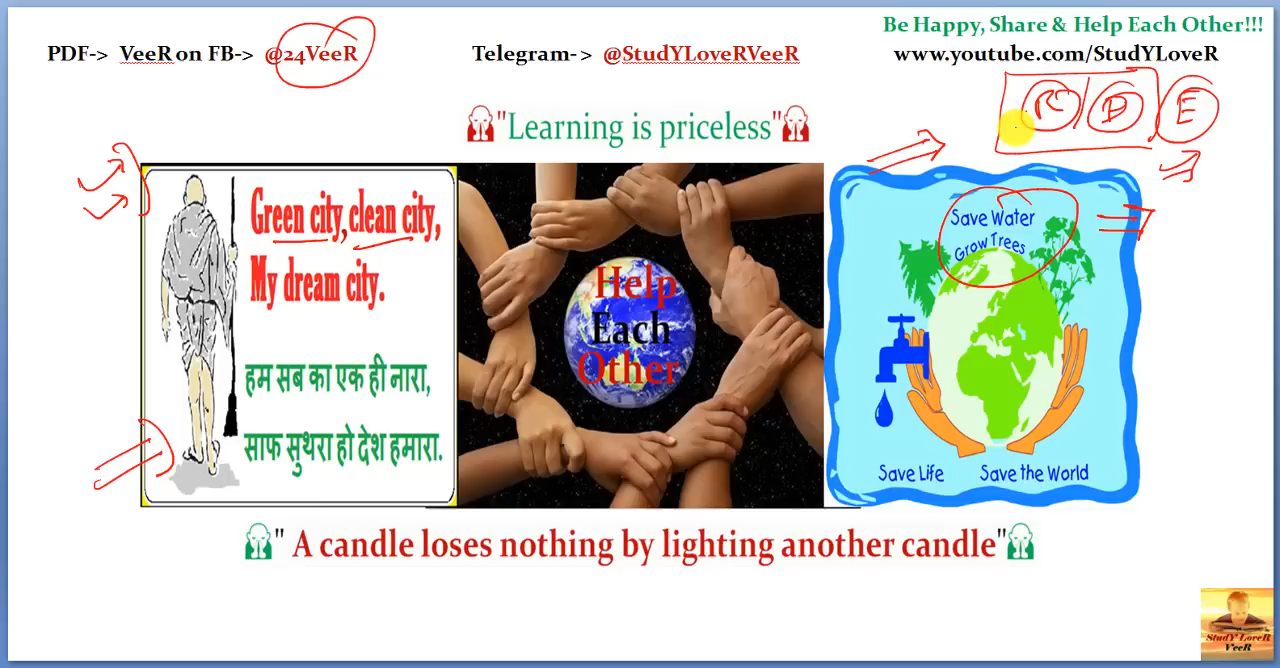 Be Happy, Share & Help Each Other!!!
PDF-> VeeR on FB-> @24VeeR Telegram-> @StudYLoveRVeeR www.youtube.com/StudYLoveR
R D E
"Learning is priceless"
Green city, clean city,
My dream city.
हम सब का एक ही नारा,
साफ सुथरा हो देश हमारा.
Help
Each
Other
Save Water
Grow Trees
Save Life Save the World
" A candle loses nothing by lighting another candle"
StudY LoveR
VeeR